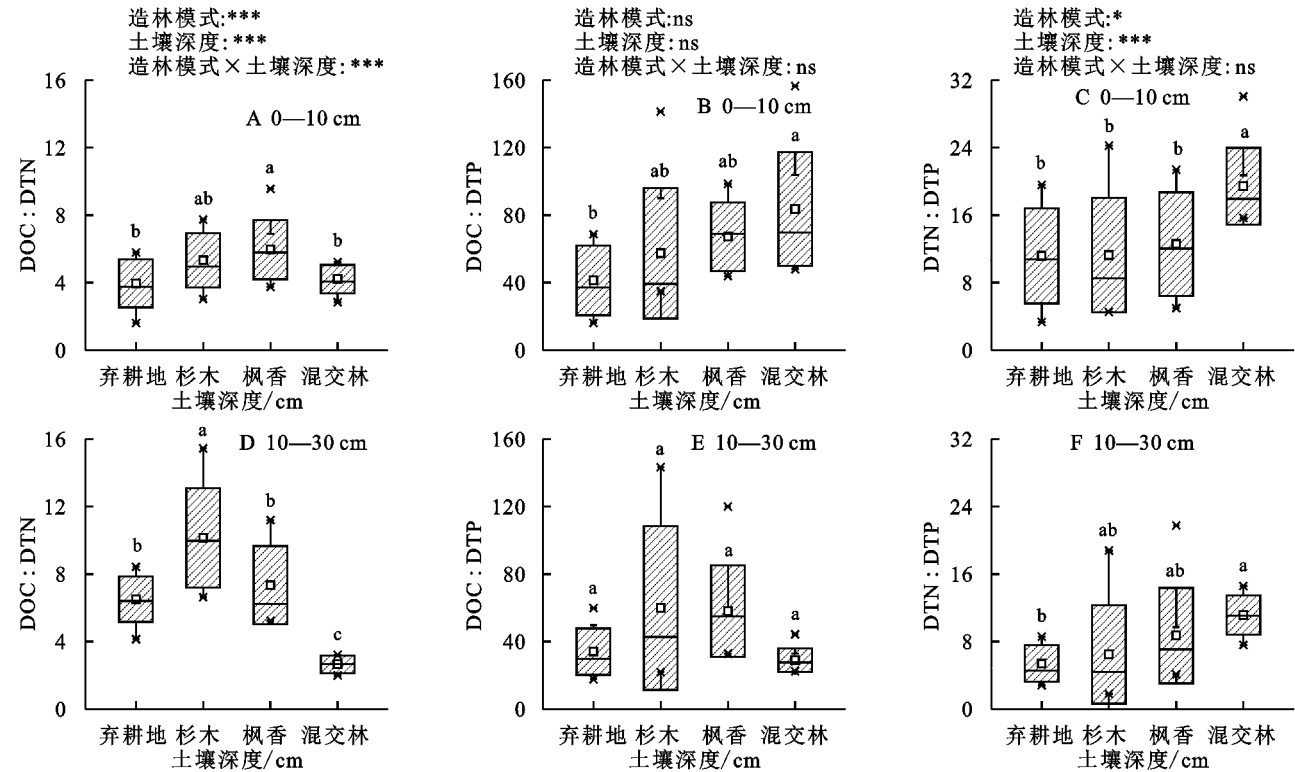 造林模式:***
土壤深度:***
造林模式×土壤深度:***
造林模式:ns
土壤深度:ns
造林模式×土壤深度:ns
造林模式:*
土壤深度:***
造林模式×土壤深度:ns
A 0—10 cm
DOC:DTN
16
12
8
4
0
b
ab
a
b
弃耕地 杉木 枫香 混交林
土壤深度/cm
B 0—10 cm
DOC:DTP
160
120
80
40
0
b
ab
ab
a
弃耕地 杉木 枫香 混交林
土壤深度/cm
C 0—10 cm
DTN:DTP
32
24
16
8
0
b
b
b
a
弃耕地 杉木 枫香 混交林
土壤深度/cm
D 10—30 cm
DOC:DTN
16
12
8
4
0
b
a
b
c
弃耕地 杉木 枫香 混交林
土壤深度/cm
E 10—30 cm
DOC:DTP
160
120
80
40
0
a
a
a
a
弃耕地 杉木 枫香 混交林
土壤深度/cm
F 10—30 cm
DTN:DTP
32
24
16
8
0
b
ab
ab
a
弃耕地 杉木 枫香 混交林
土壤深度/cm